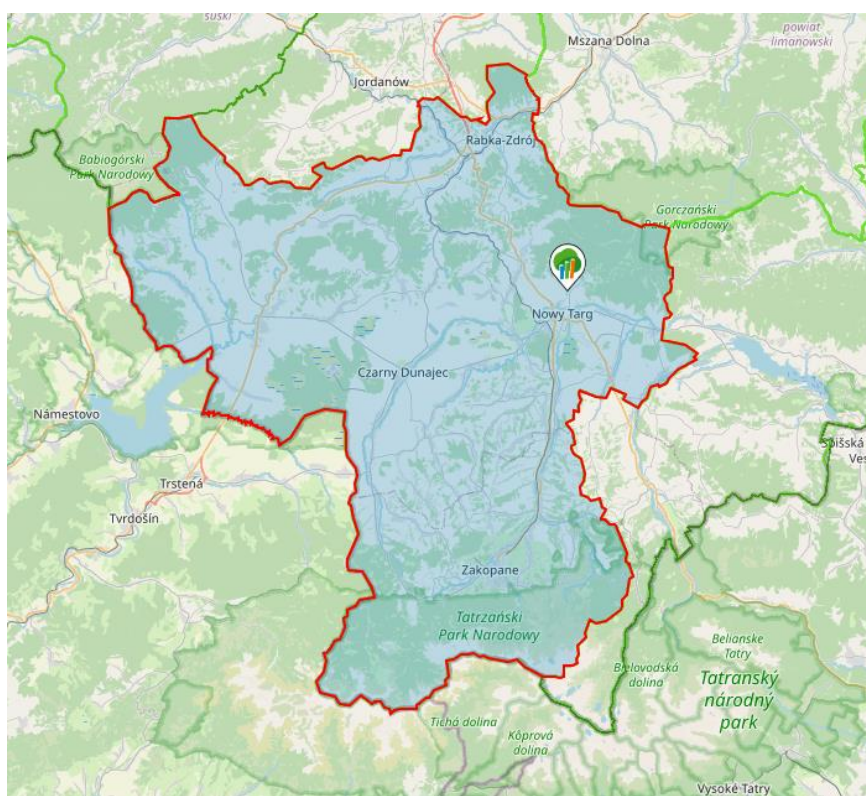 suski
Mszana Dolna
powiat
limanowski
Jordanów
Rabka-Zdrój
Babiogórski
Park Narodowy
Gorczański
Park Narodowy
Nowy Targ
Czarny Dunajec
Námestovo
Spišská
Trstená
Tvrdošín
Zakopane
Tatrzański
Park Narodowy
Belianske
Tatry
Bielovodská
dolina
Tatranský
národný
park
Tichá dolina
Kôprová
dolina
Vysoké Tatry